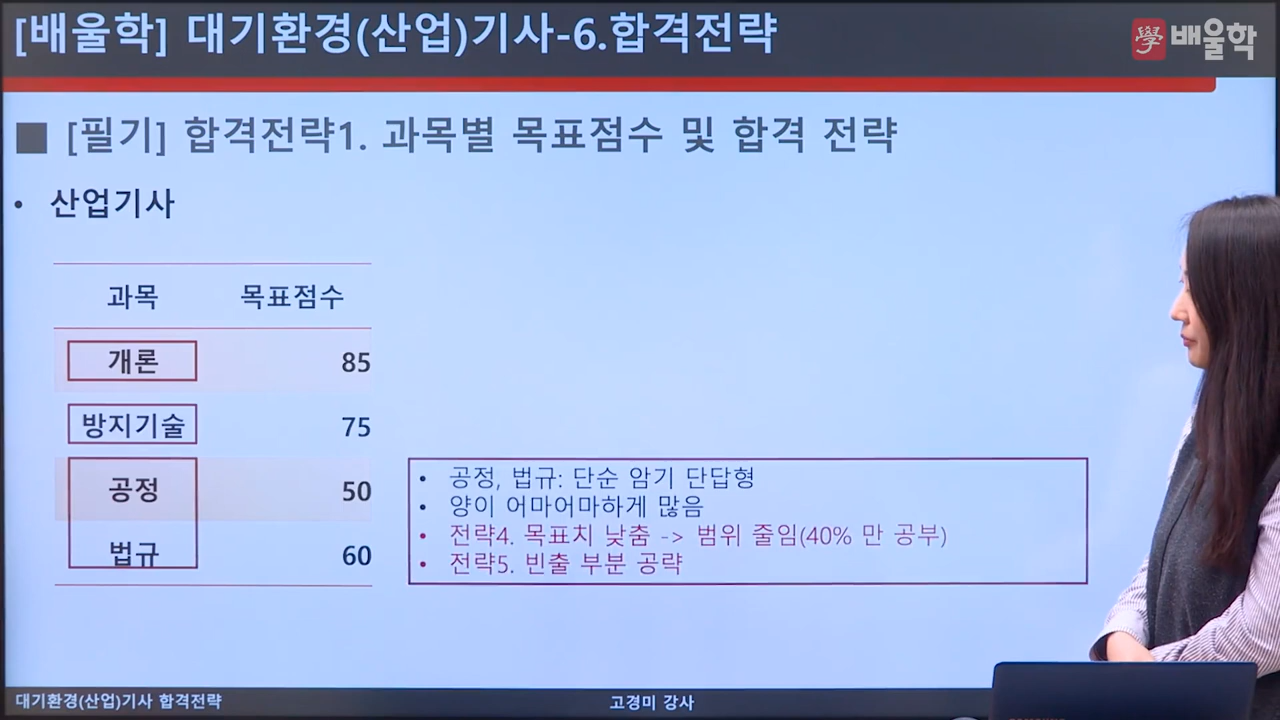 [배울학] 대기환경(산업)기사-6.합격전략
學 배울학
■ [필기] 합격전략1. 과목별 목표점수 및 합격 전략
• 산업기사
과목 목표점수
개론 85
방지기술 75
공정 50
법규 60
• 공정, 법규: 단순 암기 단답형
• 양이 어마어마하게 많음
• 전략4. 목표치 낮춤 -> 범위 줄임(40% 만 공부)
• 전략5. 빈출 부분 공략
대기환경(산업)기사 합격전략
고경미 강사